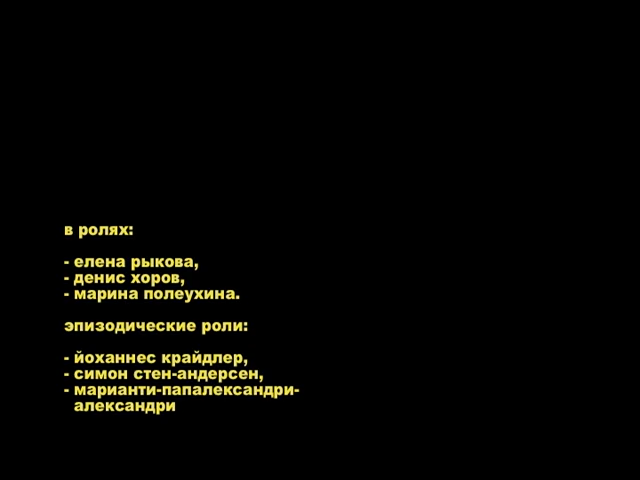 в ролях:
- елена рыкова,
- денис хоров,
- марина полеухина.
эпизодические роли:
- йоханнес крайдлер,
- симон стен-андерсен,
- марианти-папалександри-
александри